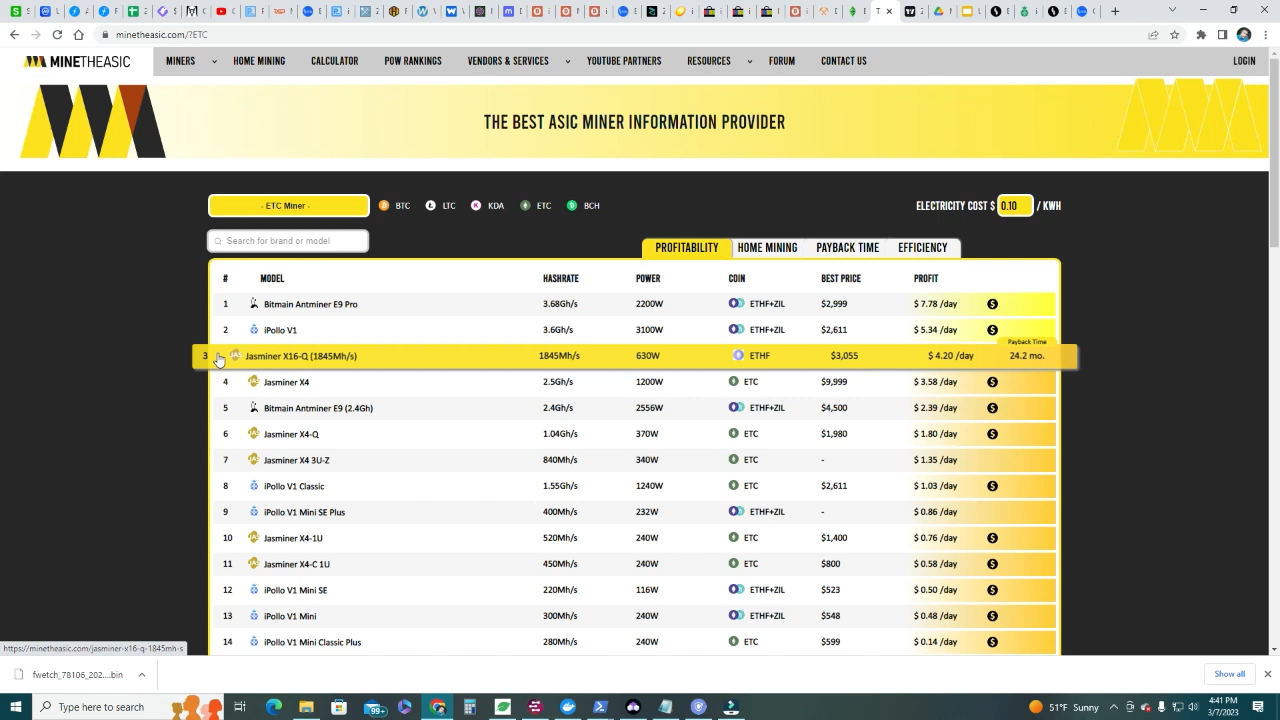 minetheasic.com/?ETC
MINETHEASIC
MINERS
HOME MINING
CALCULATOR
POW RANKINGS
VENDORS & SERVICES
YOUTUBE PARTNERS
RESOURCES
FORUM
CONTACT US
LOGIN
THE BEST ASIC MINER INFORMATION PROVIDER
- ETC Miner -
BTC
LTC
KDA
ETC
BCH
ELECTRICITY COST $ 0.10 / KWH
Search for brand or model
PROFITABILITY
HOME MINING
PAYBACK TIME
EFFICIENCY
# MODEL HASHRATE POWER COIN BEST PRICE PROFIT
1 Bitmain Antminer E9 Pro 3.68Gh/s 2200W ETHF+ZIL $2,999 $ 7.78 /day
2 iPollo V1 3.6Gh/s 3100W ETHF+ZIL $2,611 $ 5.34 /day
Payback Time
3 Jasminer X16-Q (1845Mh/s) 1845Mh/s 630W ETHF $3,055 $ 4.20 /day 24.2 mo.
4 Jasminer X4 2.5Gh/s 1200W ETC $9,999 $ 3.58 /day
5 Bitmain Antminer E9 (2.4Gh) 2.4Gh/s 2556W ETHF+ZIL $4,500 $ 2.39 /day
6 Jasminer X4-Q 1.04Gh/s 370W ETC $1,980 $ 1.80 /day
7 Jasminer X4 3U-Z 840Mh/s 340W ETC - $ 1.35 /day
8 iPollo V1 Classic 1.55Gh/s 1240W ETC $2,611 $ 1.03 /day
9 iPollo V1 Mini SE Plus 400Mh/s 232W ETHF+ZIL - $ 0.86 /day
10 Jasminer X4-1U 520Mh/s 240W ETC $1,400 $ 0.76 /day
11 Jasminer X4-C 1U 450Mh/s 240W ETC $800 $ 0.58 /day
12 iPollo V1 Mini SE 220Mh/s 116W ETHF+ZIL $523 $ 0.50 /day
13 iPollo V1 Mini 300Mh/s 240W ETHF+ZIL $548 $ 0.48 /day
14 iPollo V1 Mini Classic Plus 280Mh/s 240W ETC $599 $ 0.14 /day
https://minetheasic.com/jasminer-x16-q-1845mh-s
fwetch_78106_202....bin
Show all
Type here to search
99+
51°F
4:41 PM
3/7/2023